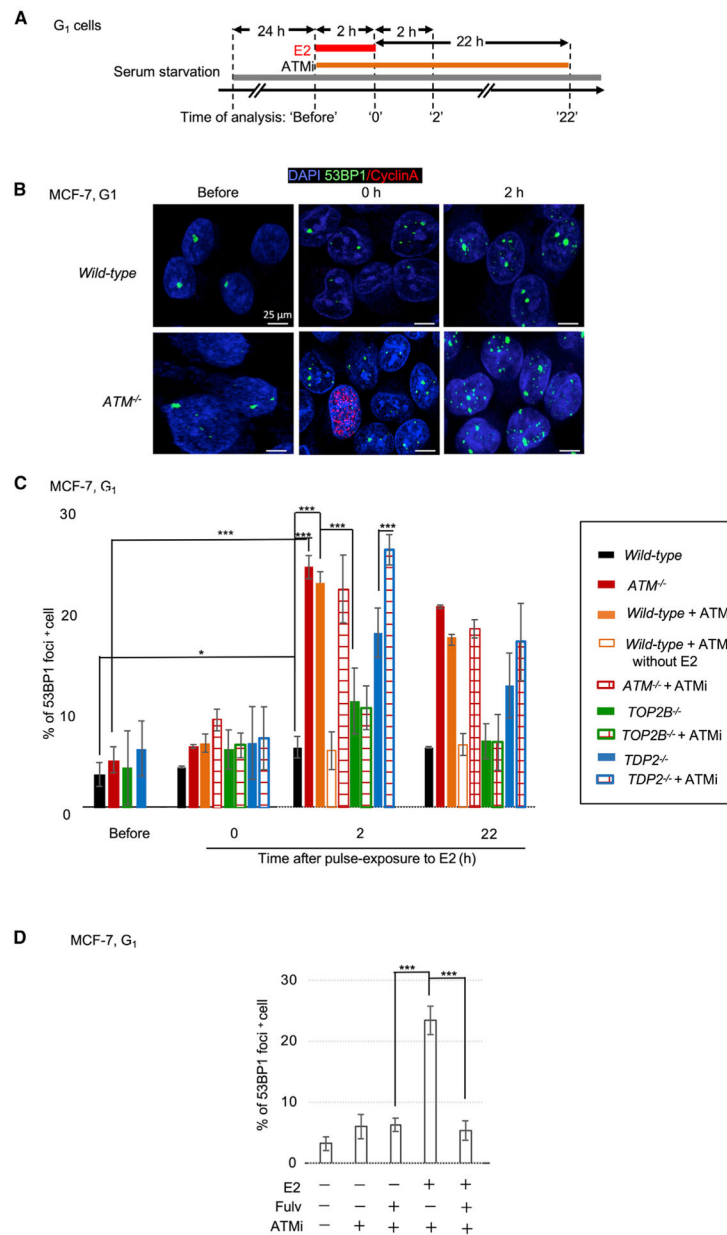 A
G1 cells
24 h 2 h 2 h
22 h
E2
ATMi
Serum starvation
Time of analysis: 'Before' '0' '2' '22'
B
DAPI 53BP1/CyclinA
MCF-7, G1 Before 0 h 2 h
Wild-type
25 µm
ATM-/-
C
MCF-7, G1
30
20
10
0
% of 53BP1 foci + cell
*** *** *** *** ***
*
Before 0 2 22
Time after pulse-exposure to E2 (h)
Wild-type
ATM-/-
Wild-type + ATM
Wild-type + ATM
without E2
ATM-/- + ATMi
TOP2B-/-
TOP2B-/- + ATMi
TDP2-/-
TDP2-/- + ATMi
D
MCF-7, G1
% of 53BP1 foci + cell
30
20
10
0
*** ***
E2 – – – + +
Fulv – – + – +
ATMi – + + + +